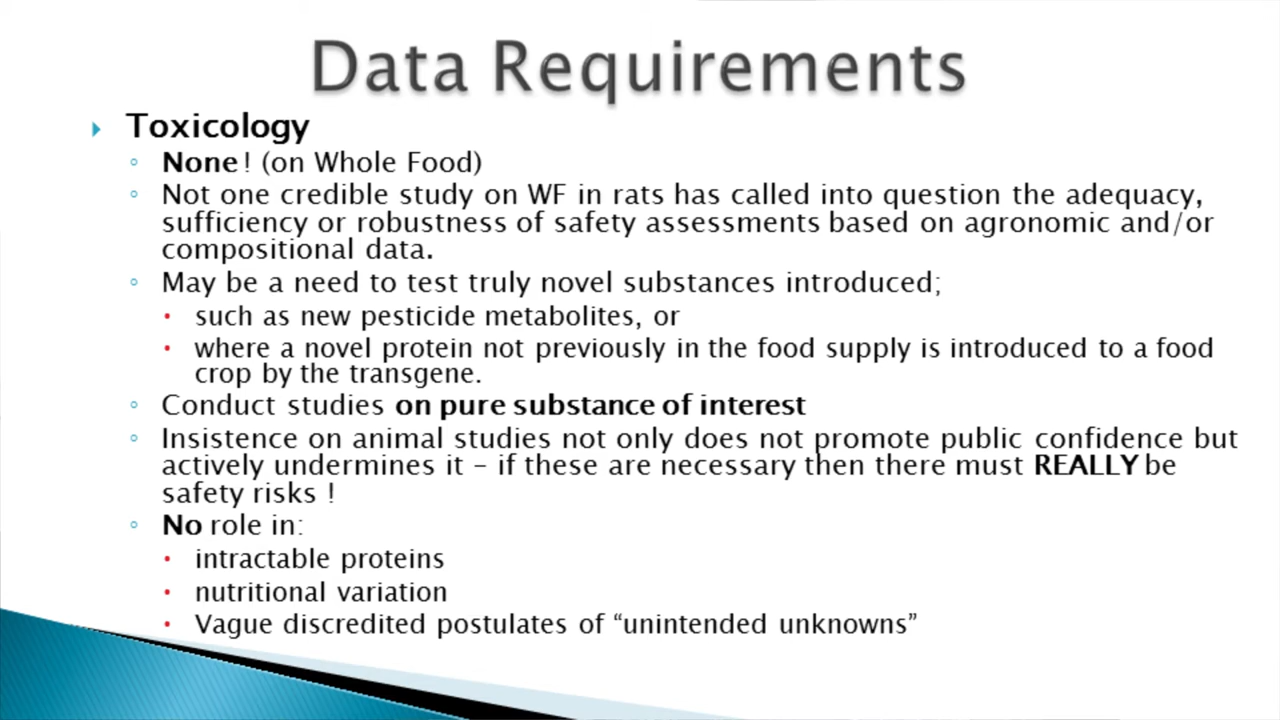 Data Requirements
Toxicology
None ! (on Whole Food)
Not one credible study on WF in rats has called into question the adequacy,
sufficiency or robustness of safety assessments based on agronomic and/or
compositional data.
May be a need to test truly novel substances introduced;
such as new pesticide metabolites, or
where a novel protein not previously in the food supply is introduced to a food
crop by the transgene.
Conduct studies on pure substance of interest
Insistence on animal studies not only does not promote public confidence but
actively undermines it – if these are necessary then there must REALLY be
safety risks !
No role in:
intractable proteins
nutritional variation
Vague discredited postulates of “unintended unknowns”